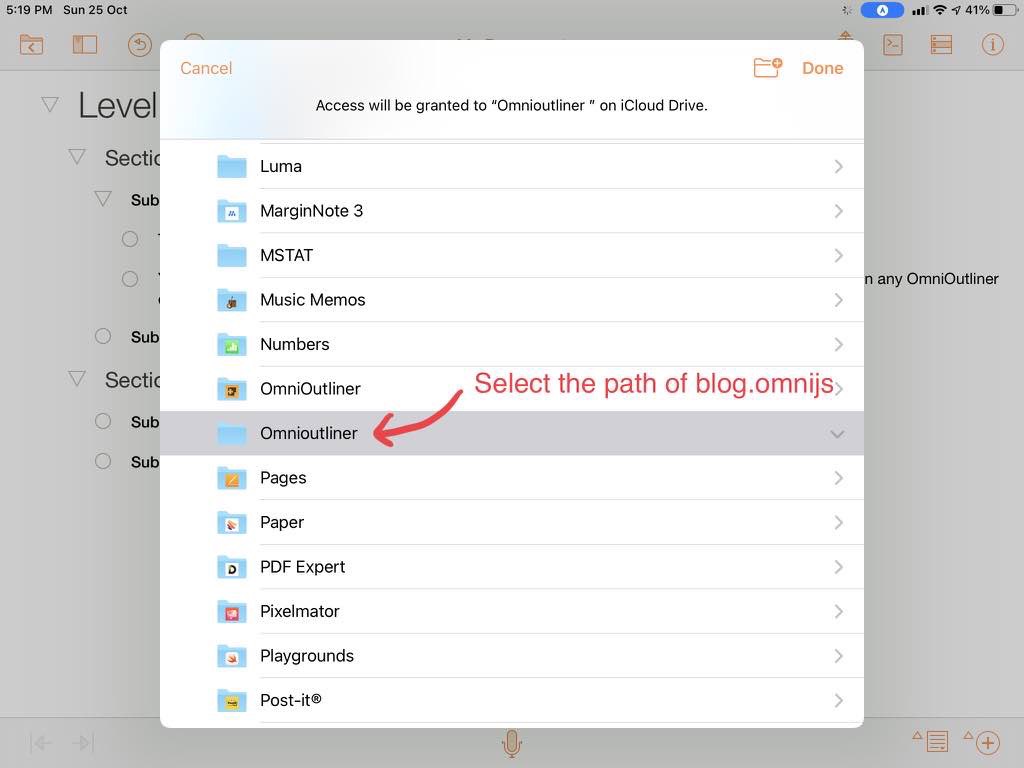 5:19 PM Sun 25 Oct
41%
Cancel
Done
Access will be granted to “Omnioutliner ” on iCloud Drive.
Level
Luma
Sectio
MarginNote 3
Sub
MSTAT
n any OmniOutliner
Music Memos
Sub
Numbers
Sectio
OmniOutliner
Select the path of blog.omnijs
Sub
Omnioutliner
Sub
Pages
Paper
PDF Expert
Pixelmator
Playgrounds
Post-it®